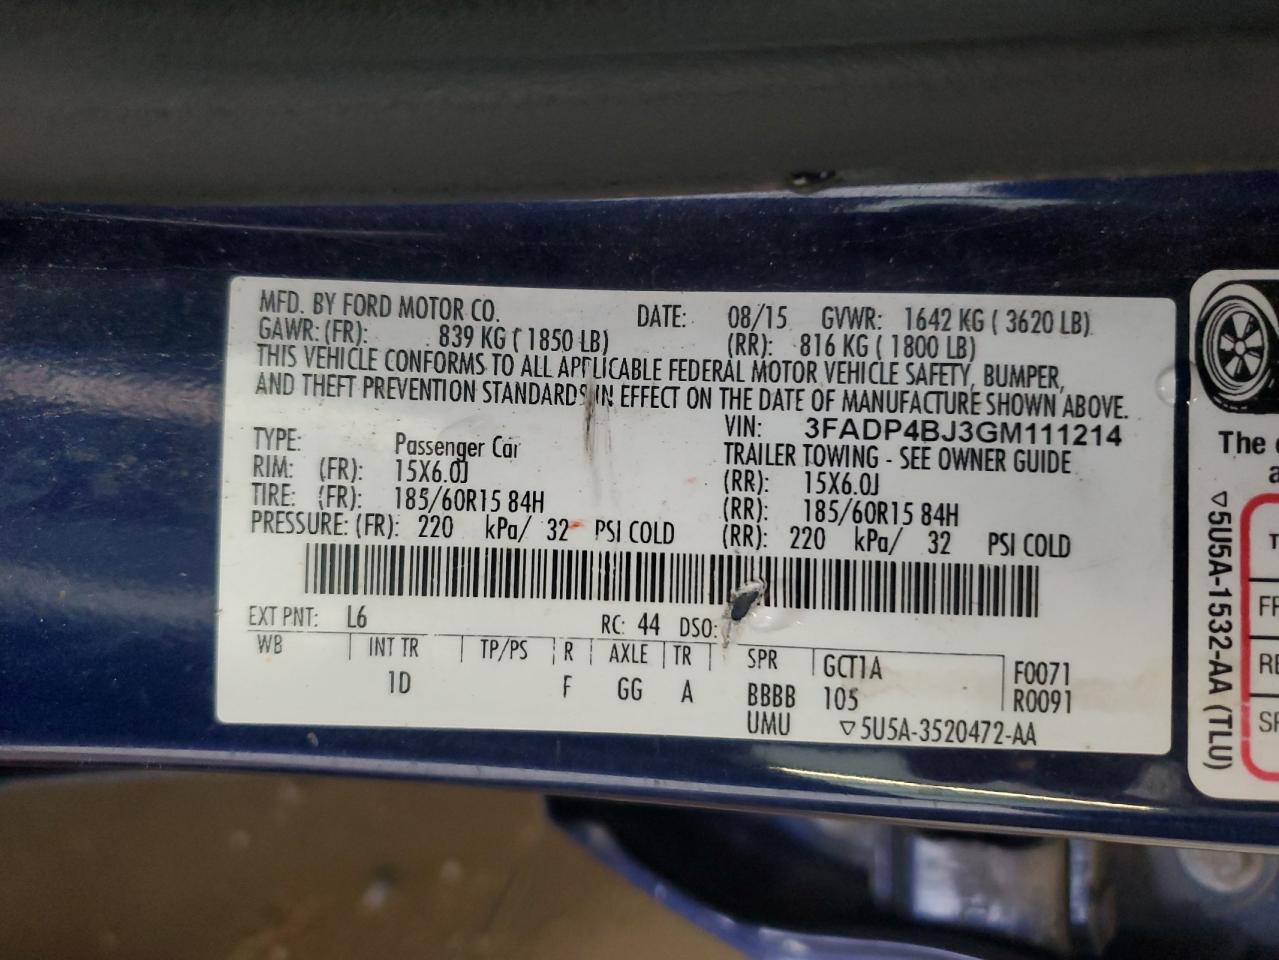 MFD. BY FORD MOTOR CO. DATE: 08/15 GVWR: 1642 KG ( 3620 LB)
GAWR: (FR): 839 KG ( 1850 LB) (RR): 816 KG ( 1800 LB)
THIS VEHICLE CONFORMS TO ALL APPLICABLE FEDERAL MOTOR VEHICLE SAFETY, BUMPER,
AND THEFT PREVENTION STANDARDS IN EFFECT ON THE DATE OF MANUFACTURE SHOWN ABOVE.
VIN: 3FADP4BJ3GM111214
TYPE: Passenger Car TRAILER TOWING - SEE OWNER GUIDE
RIM: (FR): 15X6.0J (RR): 15X6.0J
TIRE: (FR): 185/60R15 84H (RR): 185/60R15 84H
PRESSURE: (FR): 220 kPa/ 32 PSI COLD (RR): 220 kPa/ 32 PSI COLD
EXT PNT: L6 RC: 44 DSO:
WB INT TR TP/PS R AXLE TR SPR GCT1A F0071
1D F GG A BBBB 105 R0091
UMU ▽5U5A-3520472-AA
▽5U5A-1532-AA (TLU)
The